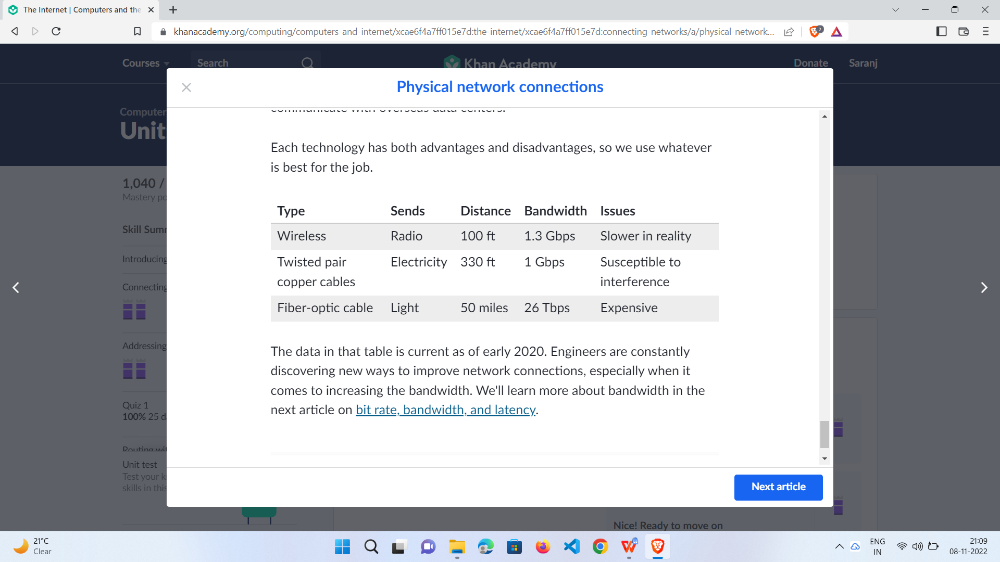 The Internet | Computers and the
khanacademy.org/computing/computers-and-internet/xcae6f4a7ff015e7d:the-internet/xcae6f4a7ff015e7d:connecting-networks/a/physical-network...
2
Courses
Search
Khan Academy
Donate
Saranj
Physical network connections
Computer
Unit
communicate with overseas data centers.
Each technology has both advantages and disadvantages, so we use whatever
is best for the job.
1,040 /
Mastery po
Skill Summ
Introducing
Connecting
Addressing
Quiz 1
100% 25 d
Routing wit
Unit test
Test your k
skills in this
Type Sends Distance Bandwidth Issues
Wireless Radio 100 ft 1.3 Gbps Slower in reality
Twisted pair Electricity 330 ft 1 Gbps Susceptible to
copper cables interference
Fiber-optic cable Light 50 miles 26 Tbps Expensive
The data in that table is current as of early 2020. Engineers are constantly
discovering new ways to improve network connections, especially when it
comes to increasing the bandwidth. We'll learn more about bandwidth in the
next article on bit rate, bandwidth, and latency.
Next article
Nice! Ready to move on
21°C
Clear
ENG
IN
21:09
08-11-2022